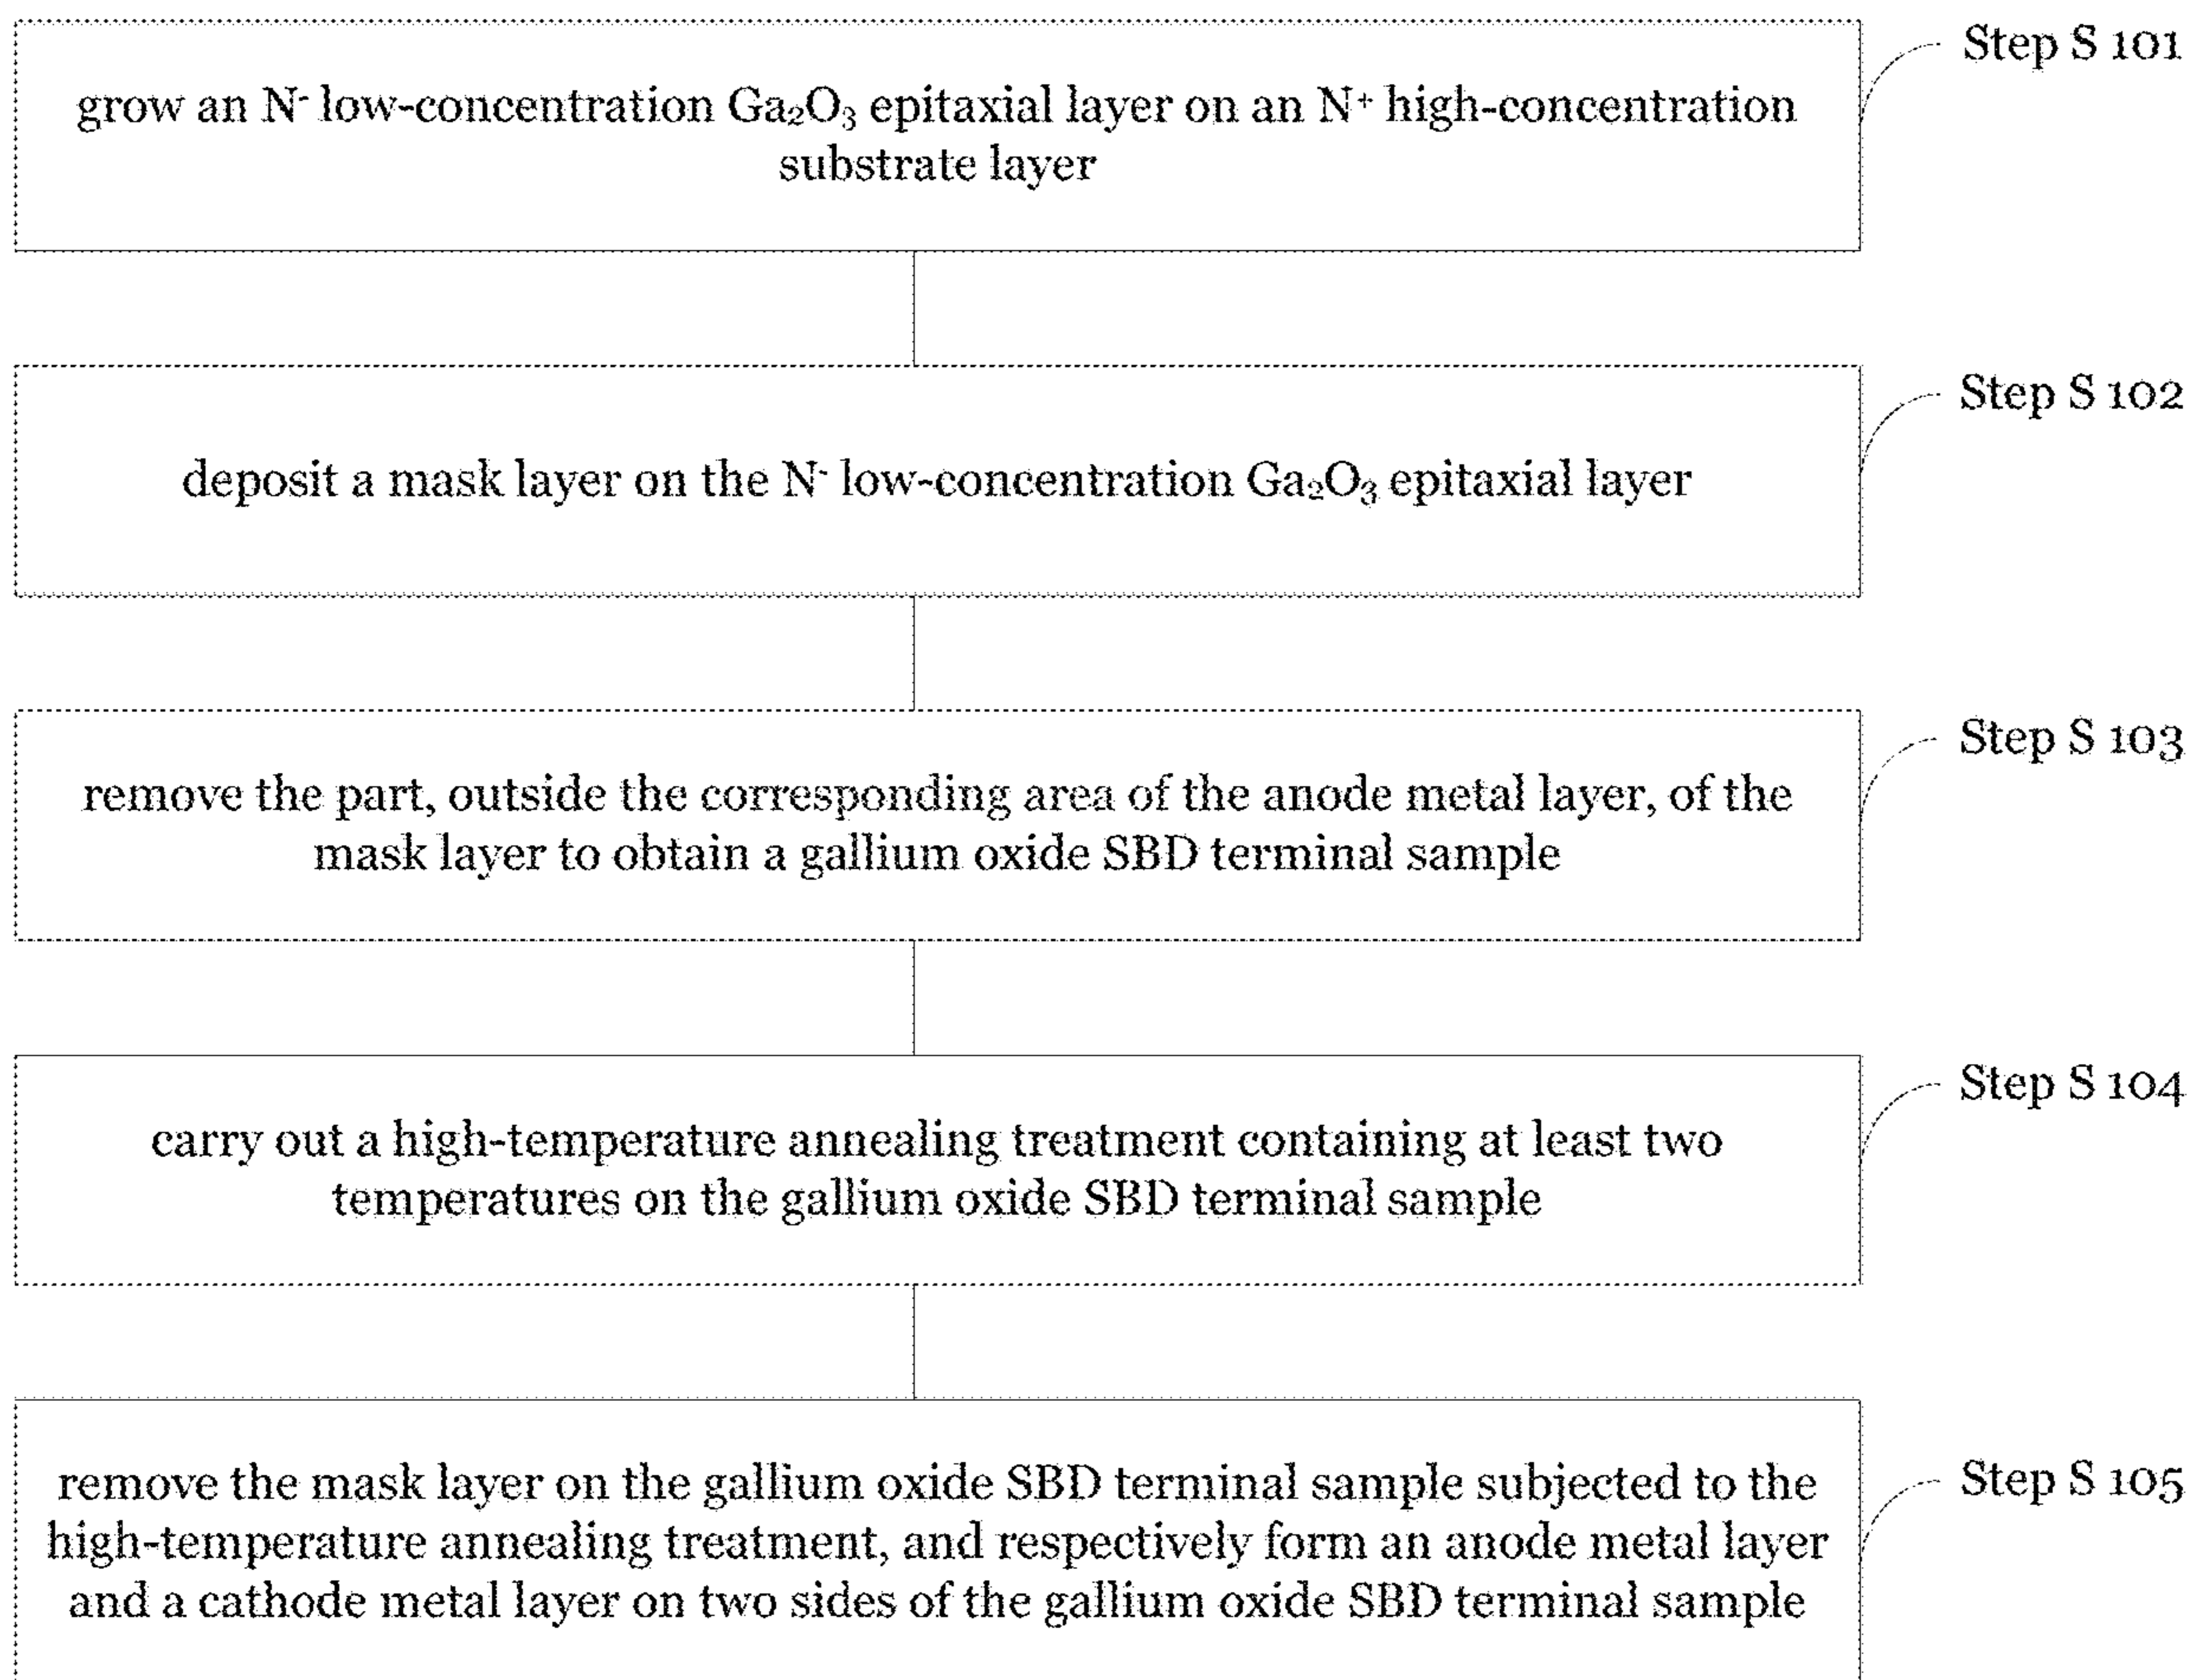 Step S 101
grow an N⁻ low-concentration Ga₂O₃ epitaxial layer on an N⁺ high-concentration
substrate layer
Step S 102
deposit a mask layer on the N⁻ low-concentration Ga₂O₃ epitaxial layer
Step S 103
remove the part, outside the corresponding area of the anode metal layer, of the
mask layer to obtain a gallium oxide SBD terminal sample
Step S 104
carry out a high-temperature annealing treatment containing at least two
temperatures on the gallium oxide SBD terminal sample
Step S 105
remove the mask layer on the gallium oxide SBD terminal sample subjected to the
high-temperature annealing treatment, and respectively form an anode metal layer
and a cathode metal layer on two sides of the gallium oxide SBD terminal sample